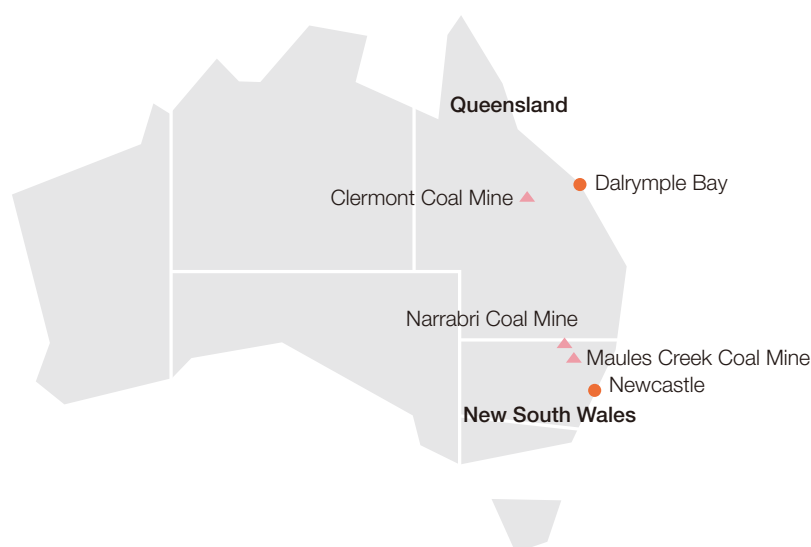 Queensland
Dalrymple Bay
Clermont Coal Mine
Narrabri Coal Mine
Maules Creek Coal Mine
Newcastle
New South Wales